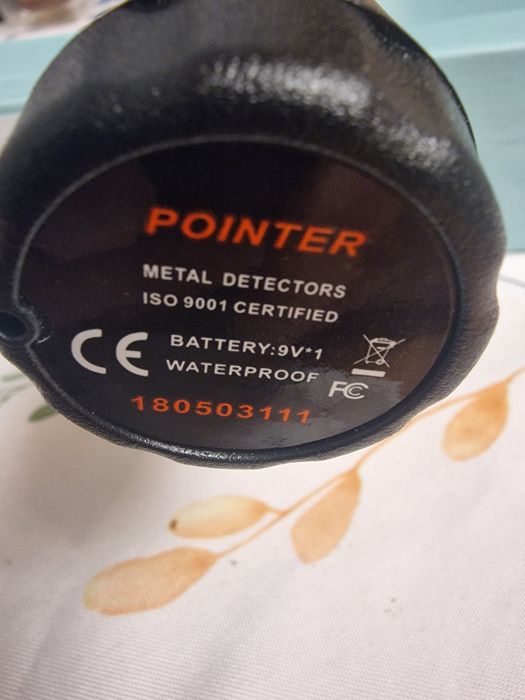 POINTER
METAL DETECTORS
ISO 9001 CERTIFIED
CE BATTERY:9V*1
WATERPROOF FC
180503111